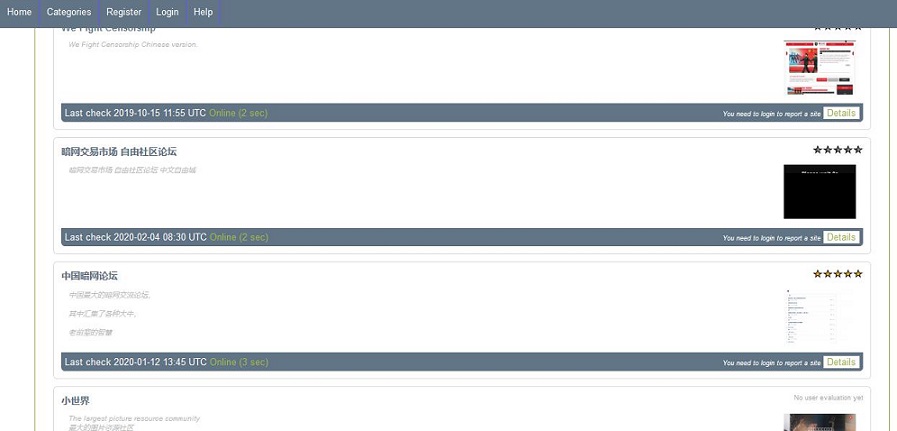 Home Categories Register Login Help
We Fight Censorship
We Fight Censorship Chinese version
Last check 2019-10-15 11:55 UTC Online (2 sec) You need to login to report a site Details
暗网交易市场 自由社区论坛
暗网交易市场 自由社区论坛 中文自由城
Last check 2020-02-04 08:30 UTC Online (2 sec) You need to login to report a site Details
中国暗网论坛
中国最大的暗网交流论坛,
其中汇聚了各种大牛,
老前辈的智慧
Last check 2020-01-12 13:45 UTC Online (3 sec) You need to login to report a site Details
小世界 No user evaluation yet
The largest picture resource community
最大的图片资源社区